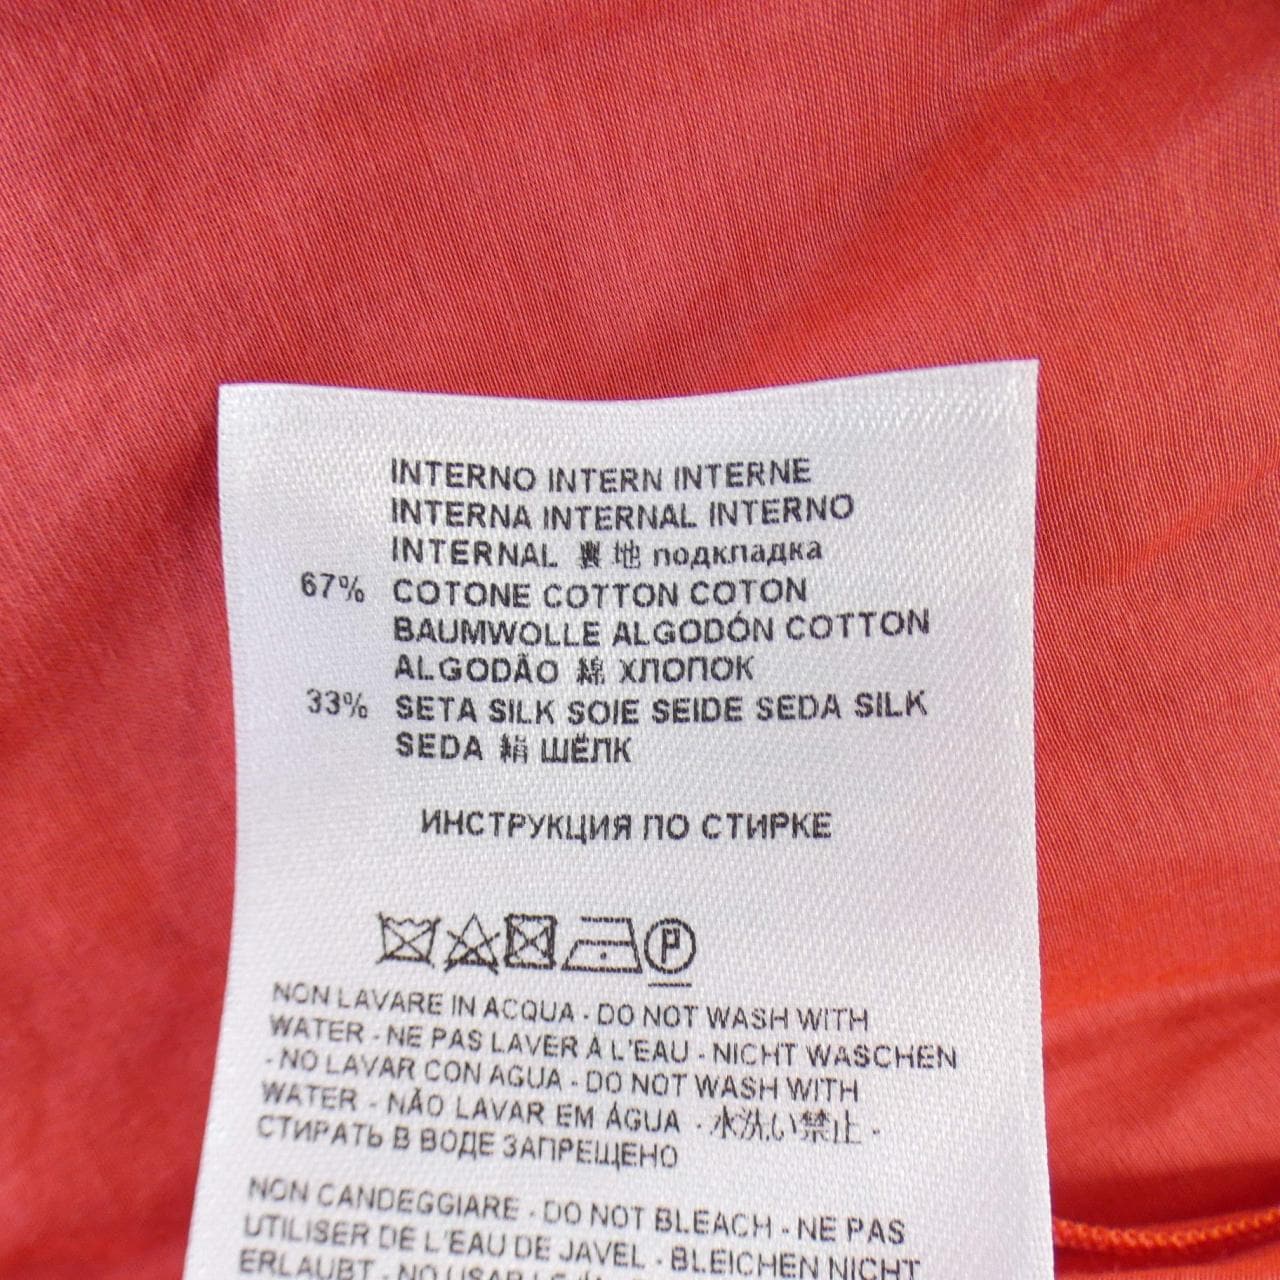 INTERNO INTERN INTERNE
INTERNA INTERNAL INTERNO
INTERNAL 裏地 подкладка
67% COTONE COTTON COTON
BAUMWOLLE ALGODÓN COTTON
ALGODÃO 綿 ХЛОПОК
33% SETA SILK SOIE SEIDE SEDA SILK
SEDA 絹 ШЁЛК
ИНСТРУКЦИЯ ПО СТИРКЕ
P
NON LAVARE IN ACQUA - DO NOT WASH WITH
WATER - NE PAS LAVER À L'EAU - NICHT WASCHEN
- NO LAVAR CON AGUA - DO NOT WASH WITH
WATER - NÃO LAVAR EM ÁGUA - 水洗い禁止 -
СТИРАТЬ В ВОДЕ ЗАПРЕЩЕНО
NON CANDEGGIARE - DO NOT BLEACH - NE PAS
UTILISER DE L'EAU DE JAVEL - BLEICHEN NICHT
ERLAUBT - NO USAR